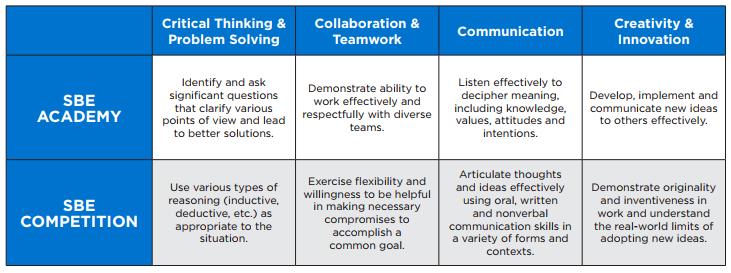 Critical Thinking &
Problem Solving
Collaboration &
Teamwork
Communication
Creativity &
Innovation
SBE
ACADEMY
Identify and ask
significant questions
that clarify various
points of view and lead
to better solutions.
Demonstrate ability to
work effectively and
respectfully with diverse
teams.
Listen effectively to
decipher meaning,
including knowledge,
values, attitudes and
intentions.
Develop, implement and
communicate new ideas
to others effectively.
SBE
COMPETITION
Use various types of
reasoning (inductive,
deductive, etc.) as
appropriate to the
situation.
Exercise flexibility and
willingness to be helpful
in making necessary
compromises to
accomplish a
common goal.
Articulate thoughts
and ideas effectively
using oral, written
and nonverbal
communication skills in
a variety of forms and
contexts.
Demonstrate originality
and inventiveness in
work and understand
the real-world limits of
adopting new ideas.